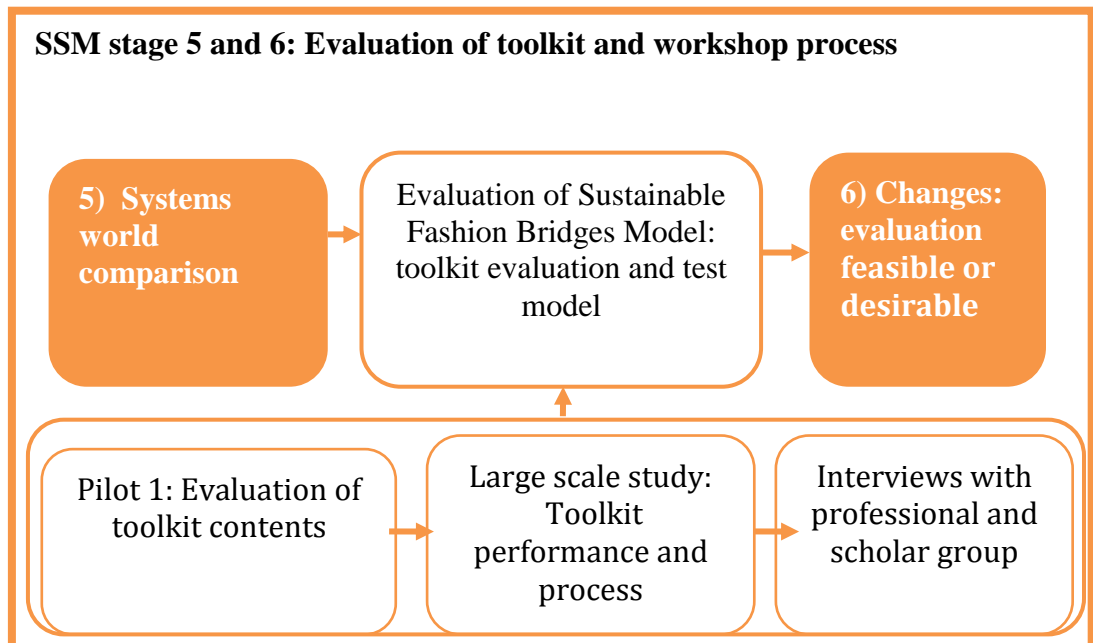 SSM stage 5 and 6: Evaluation of toolkit and workshop process
5) Systems
world
comparison
Evaluation of Sustainable
Fashion Bridges Model:
toolkit evaluation and test
model
6) Changes:
evaluation
feasible or
desirable
Pilot 1: Evaluation of
toolkit contents
Large scale study:
Toolkit
performance and
process
Interviews with
professional and
scholar group